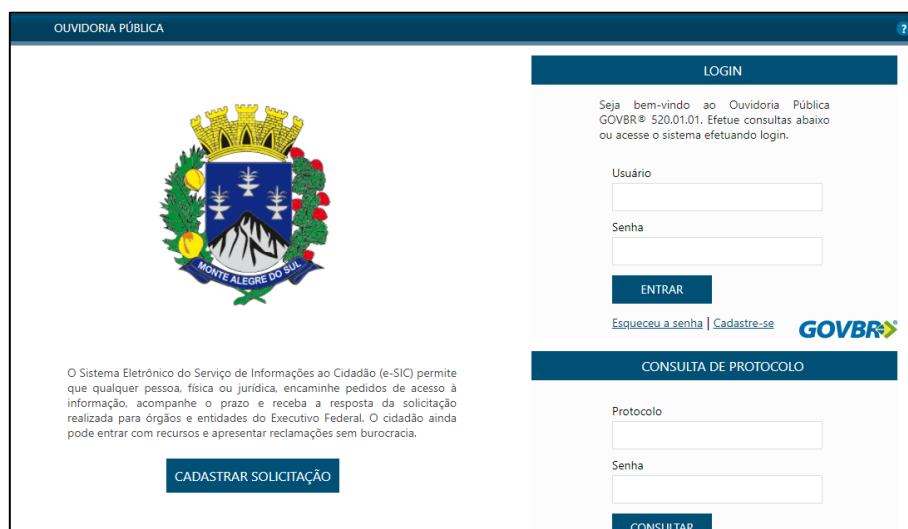 OUVIDORIA PÚBLICA
?
MONTE ALEGRE DO SUL
O Sistema Eletrônico do Serviço de Informações ao Cidadão (e-SIC) permite
que qualquer pessoa, física ou jurídica, encaminhe pedidos de acesso à
informação, acompanhe o prazo e receba a resposta da solicitação
realizada para órgãos e entidades do Executivo Federal. O cidadão ainda
pode entrar com recursos e apresentar reclamações sem burocracia.
CADASTRAR SOLICITAÇÃO
LOGIN
Seja bem-vindo ao Ouvidoria Pública
GOVBR® 520.01.01. Efetue consultas abaixo
ou acesse o sistema efetuando login.
Usuário
Senha
ENTRAR
Esqueceu a senha | Cadastre-se
GOVBR
CONSULTA DE PROTOCOLO
Protocolo
Senha
CONSULTAR